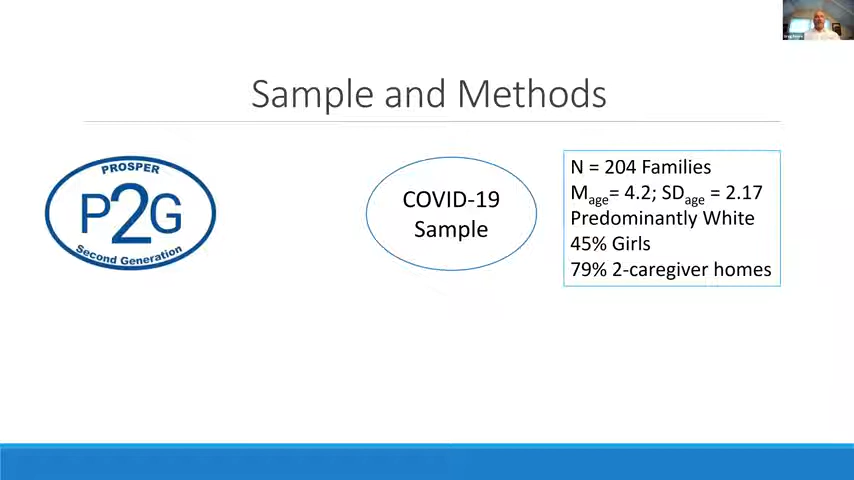 Sample and Methods
PROSPER
P2G
Second Generation
COVID-19
Sample
N = 204 Families
Mage= 4.2; SDage = 2.17
Predominantly White
45% Girls
79% 2-caregiver homes